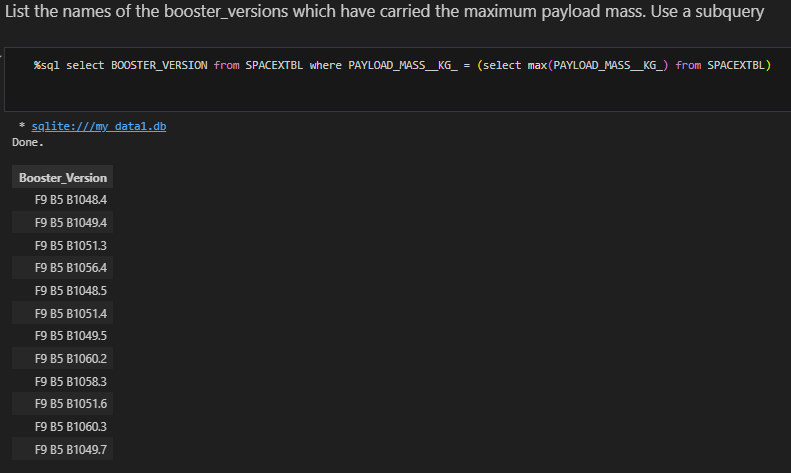 List the names of the booster_versions which have carried the maximum payload mass. Use a subquery
%sql select BOOSTER_VERSION from SPACEXTBL where PAYLOAD_MASS__KG_ = (select max(PAYLOAD_MASS__KG_) from SPACEXTBL)
* sqlite:///my_data1.db
Done.
Booster_Version
F9 B5 B1048.4
F9 B5 B1049.4
F9 B5 B1051.3
F9 B5 B1056.4
F9 B5 B1048.5
F9 B5 B1051.4
F9 B5 B1049.5
F9 B5 B1060.2
F9 B5 B1058.3
F9 B5 B1051.6
F9 B5 B1060.3
F9 B5 B1049.7